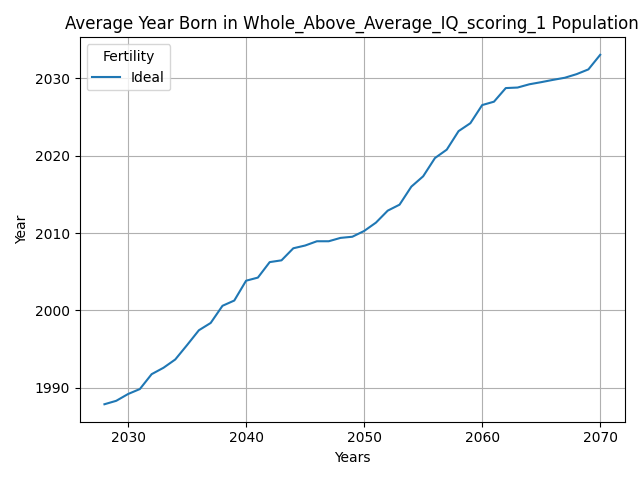 Average Year Born in Whole_Above_Average_IQ_scoring_1 Population
Fertility
Ideal
2030
2020
2010
2000
1990
Year
2030 2040 2050 2060 2070
Years